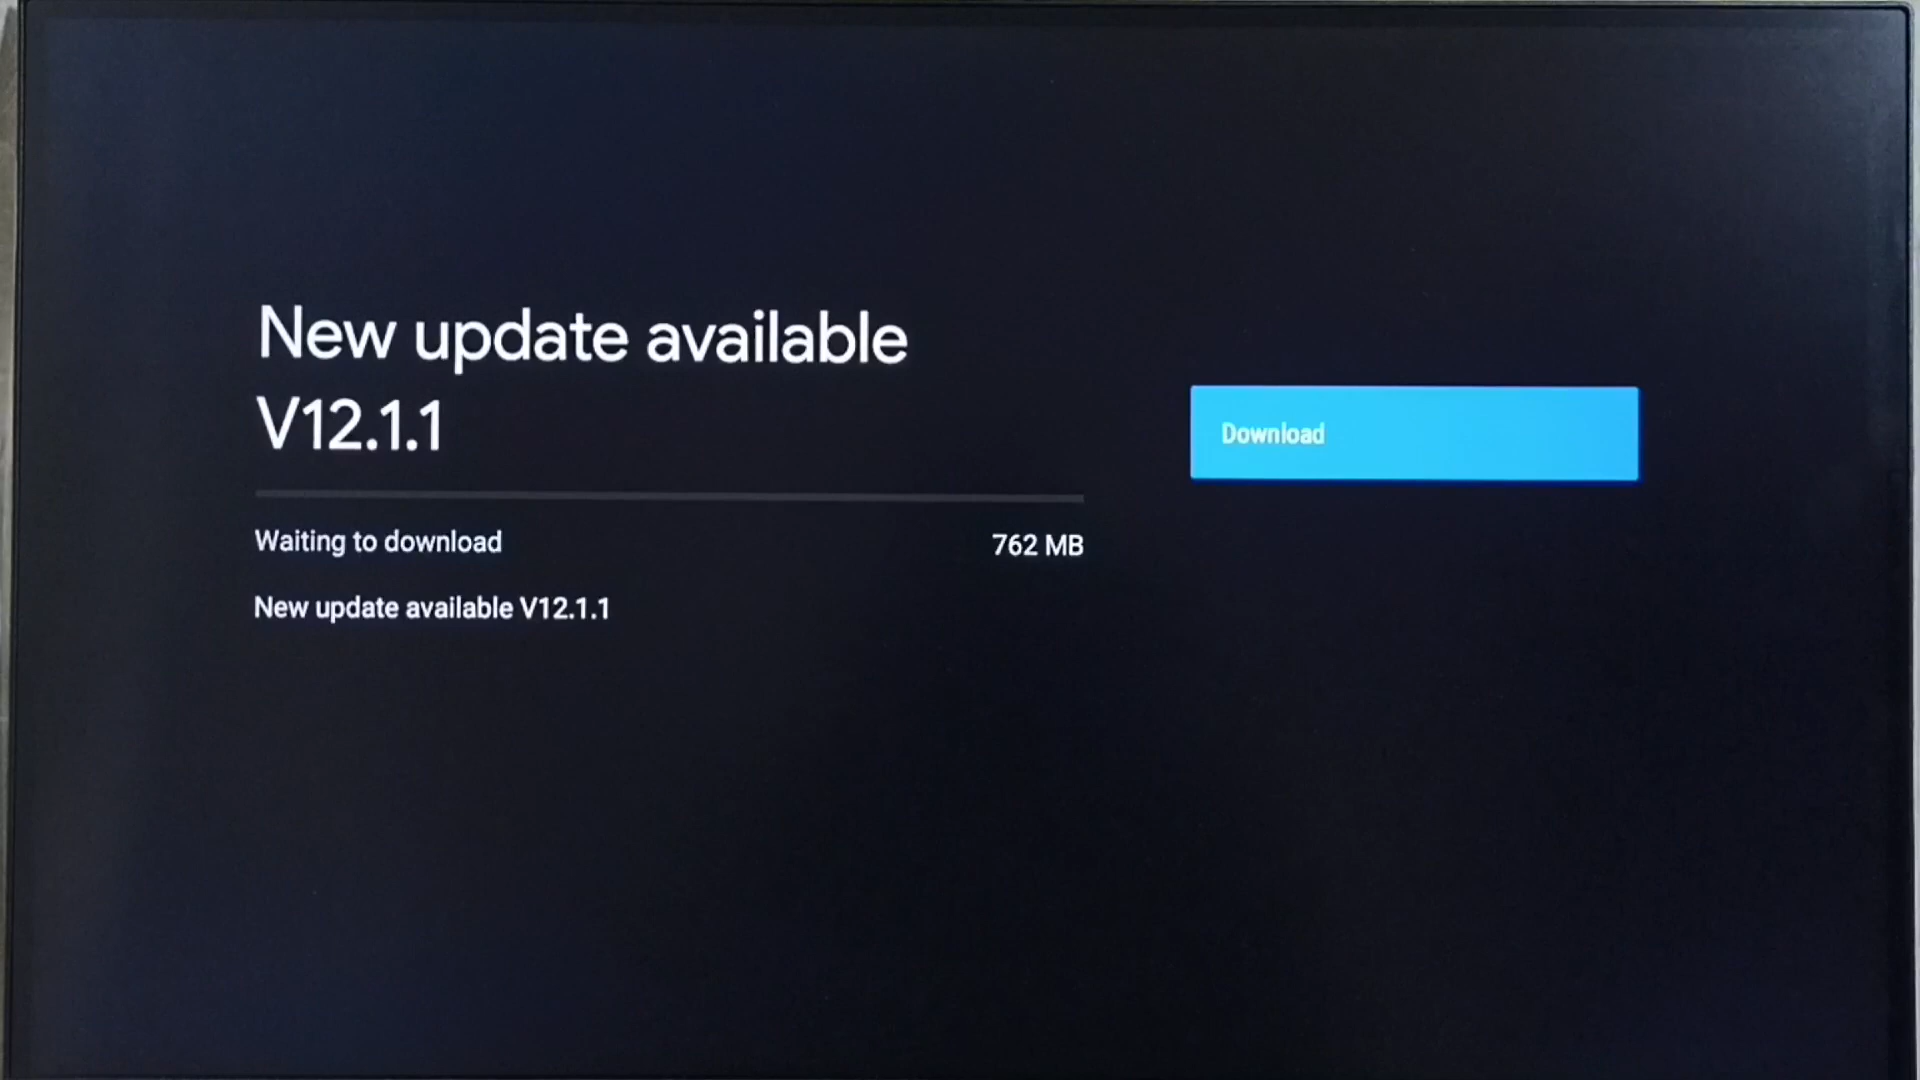 New update available
V12.1.1
Download
Waiting to download
762 MB
New update available V12.1.1